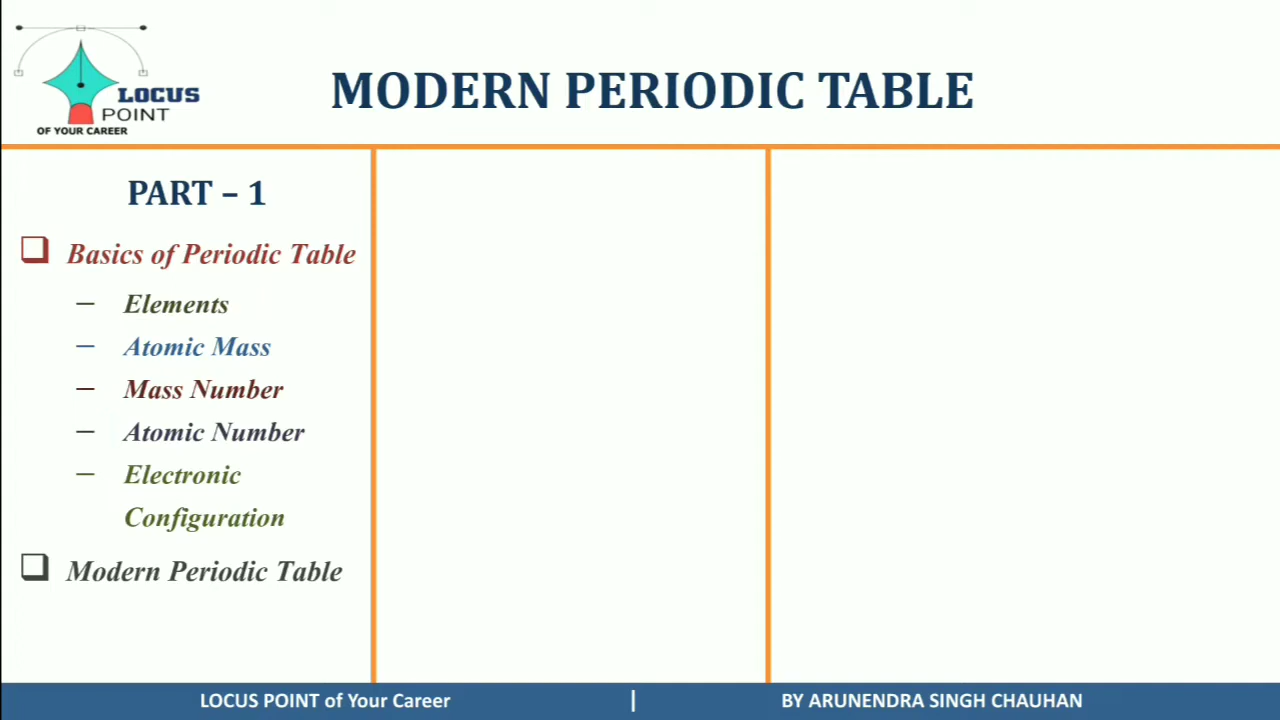 LOCUS
POINT
OF YOUR CAREER
MODERN PERIODIC TABLE
PART – 1
❑ Basics of Periodic Table
– Elements
– Atomic Mass
– Mass Number
– Atomic Number
– Electronic
Configuration
❑ Modern Periodic Table
LOCUS POINT of Your Career | BY ARUNENDRA SINGH CHAUHAN